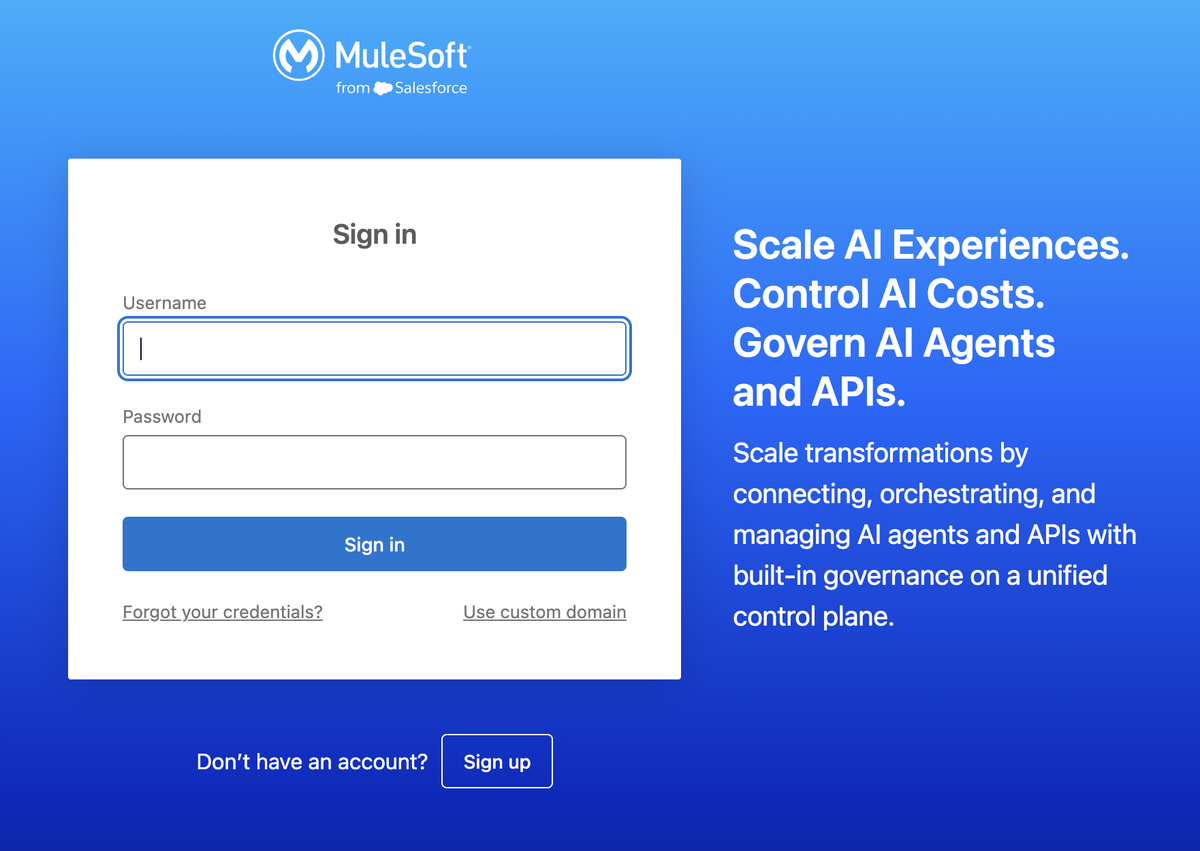 MuleSoft
from Salesforce
Sign in
Username
Password
Sign in
Forgot your credentials?
Use custom domain
Don’t have an account?
Sign up
Scale AI Experiences.
Control AI Costs.
Govern AI Agents
and APIs.
Scale transformations by
connecting, orchestrating, and
managing AI agents and APIs with
built-in governance on a unified
control plane.